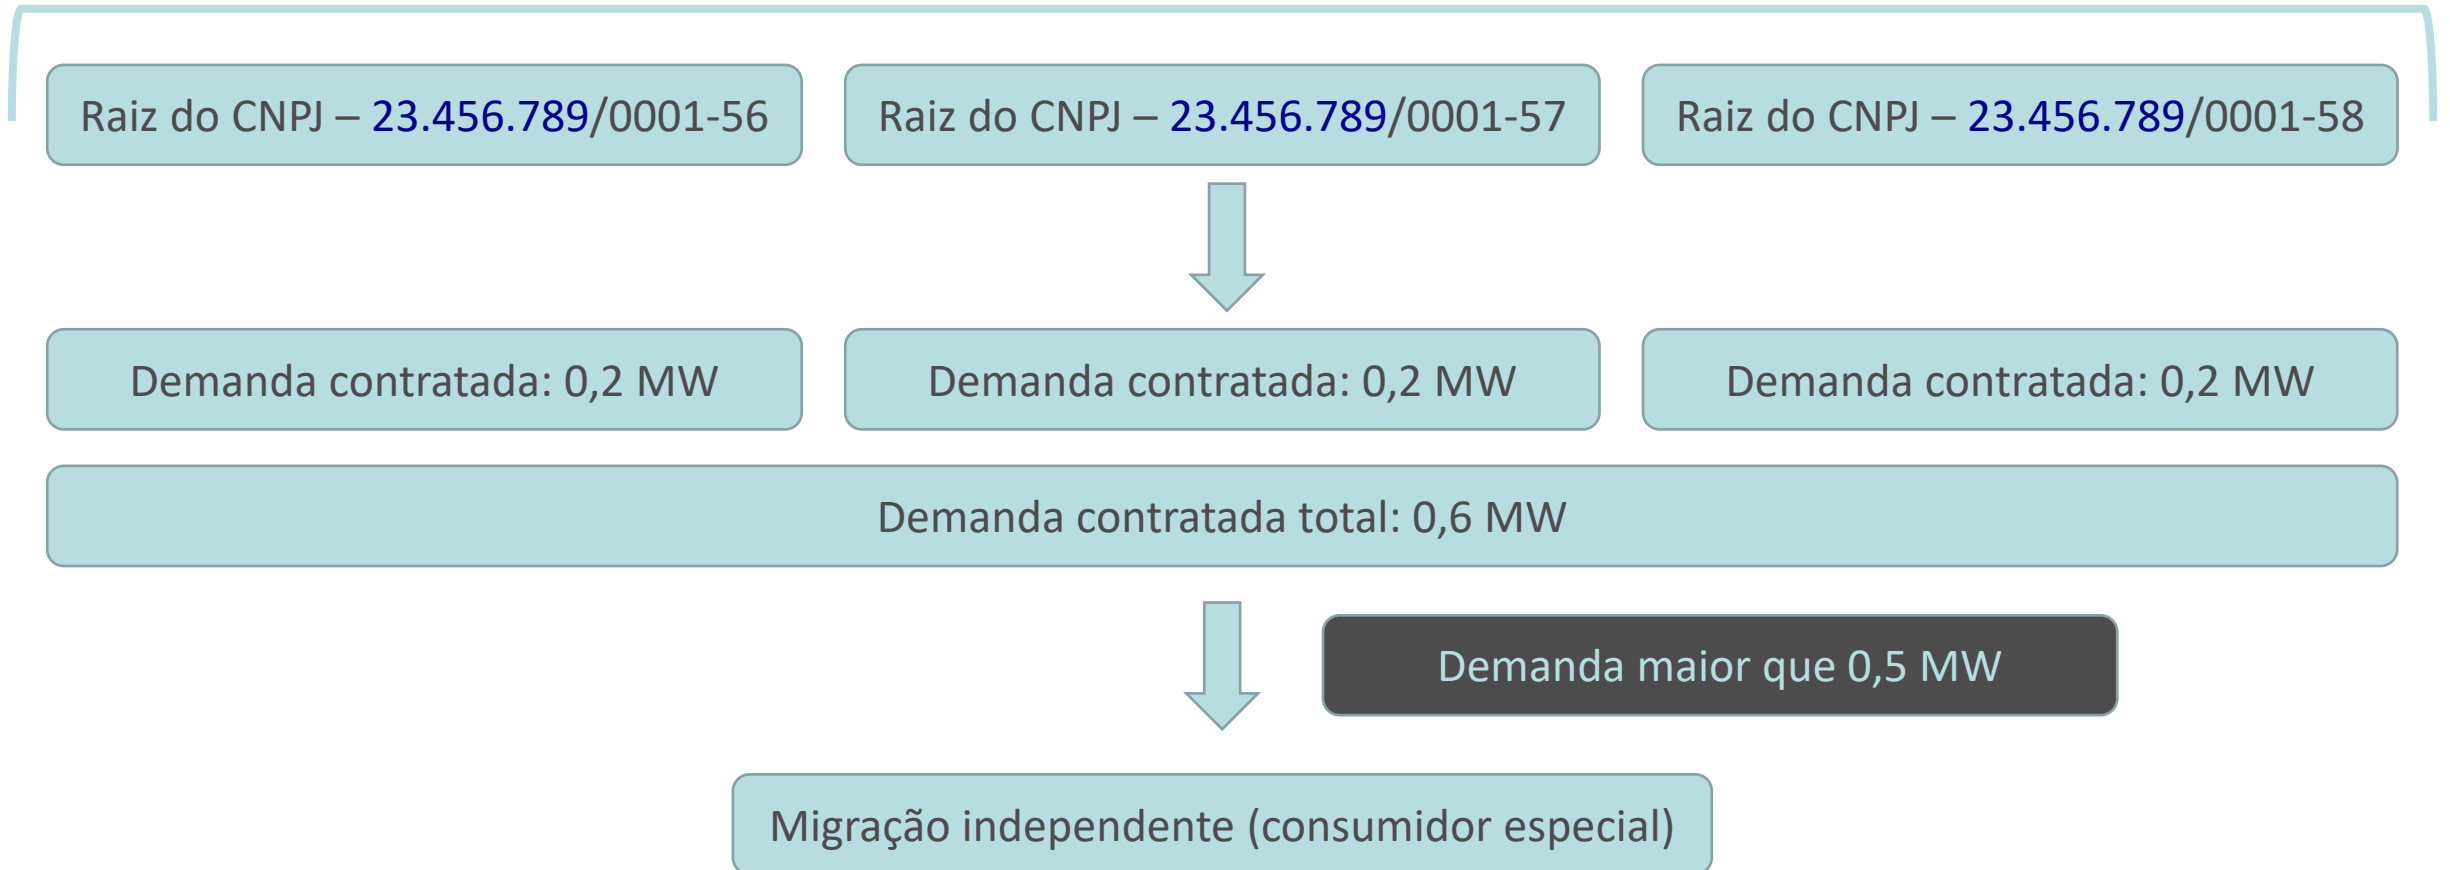 Raiz do CNPJ – 23.456.789/0001-56
Raiz do CNPJ – 23.456.789/0001-57
Raiz do CNPJ – 23.456.789/0001-58
Demanda contratada: 0,2 MW
Demanda contratada: 0,2 MW
Demanda contratada: 0,2 MW
Demanda contratada total: 0,6 MW
Demanda maior que 0,5 MW
Migração independente (consumidor especial)